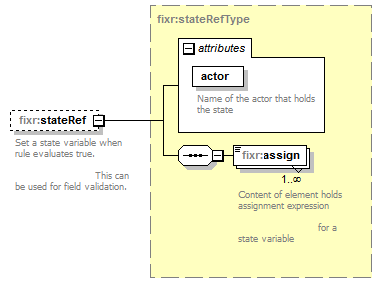 fixr:stateRefType
attributes
actor
Name of the actor that holds
the state
fixr:stateRef
Set a state variable when
rule evaluates true.
This can
be used for field validation.
fixr:assign
1..∞
Content of element holds
assignment expression
for a
state variable